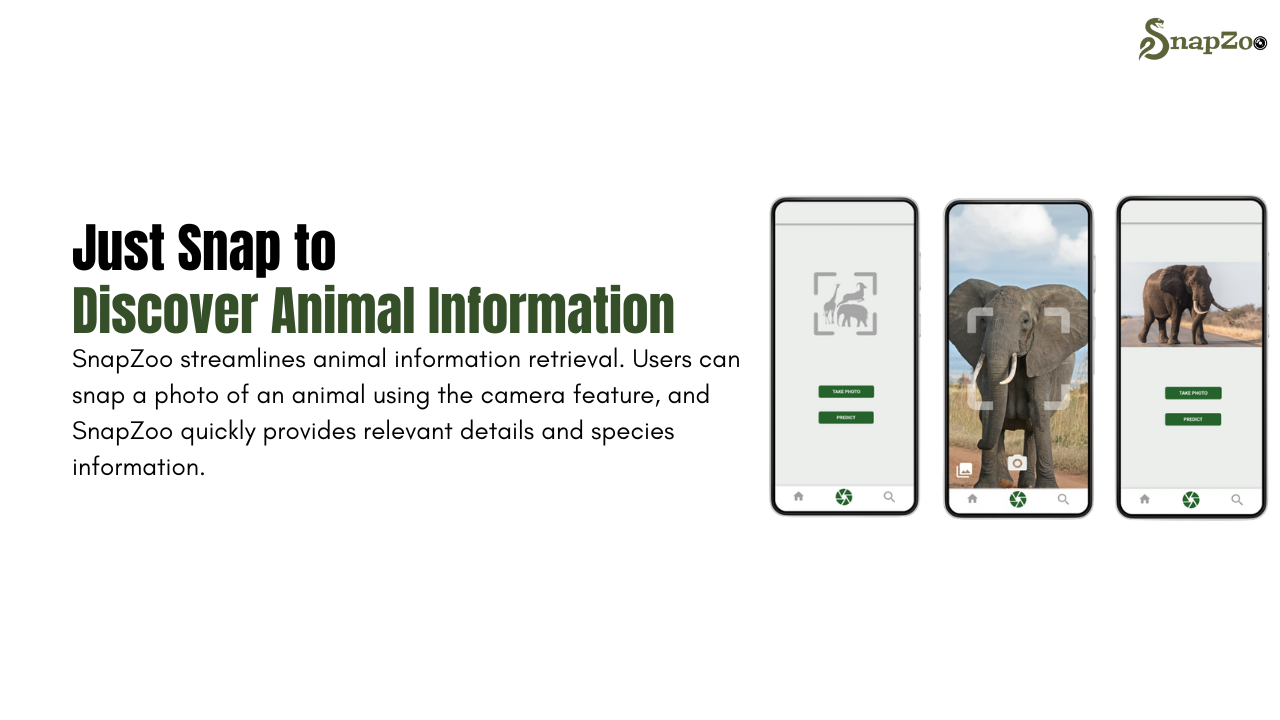 SnapZoo
Just Snap to
Discover Animal Information
SnapZoo streamlines animal information retrieval. Users can
snap a photo of an animal using the camera feature, and
SnapZoo quickly provides relevant details and species
information.
TAKE PHOTO
PREDICT
TAKE PHOTO
PREDICT